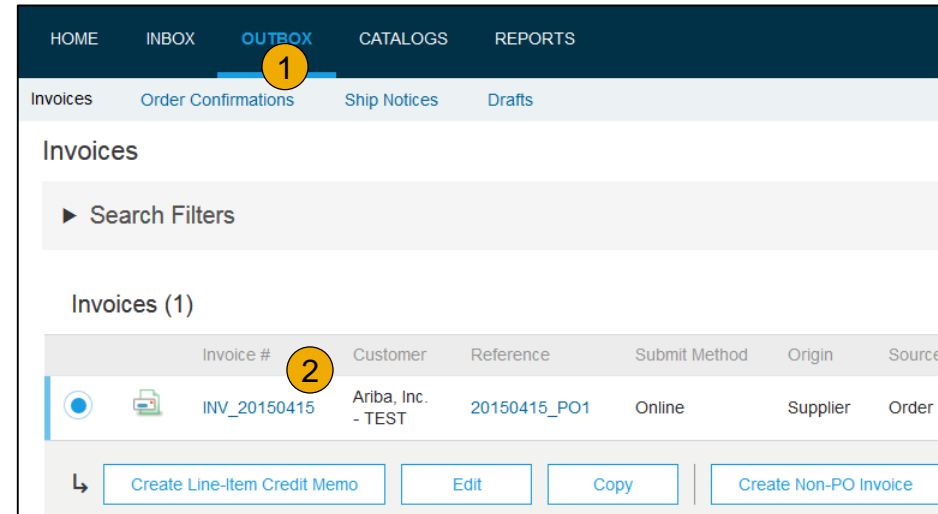 HOME INBOX OUTBOX CATALOGS REPORTS
1
Invoices Order Confirmations Ship Notices Drafts
Invoices
► Search Filters
Invoices (1)
Invoice # Customer Reference Submit Method Origin Source
2
INV_20150415 Ariba, Inc. - TEST 20150415_PO1 Online Supplier Order
Create Line-Item Credit Memo Edit Copy Create Non-PO Invoice